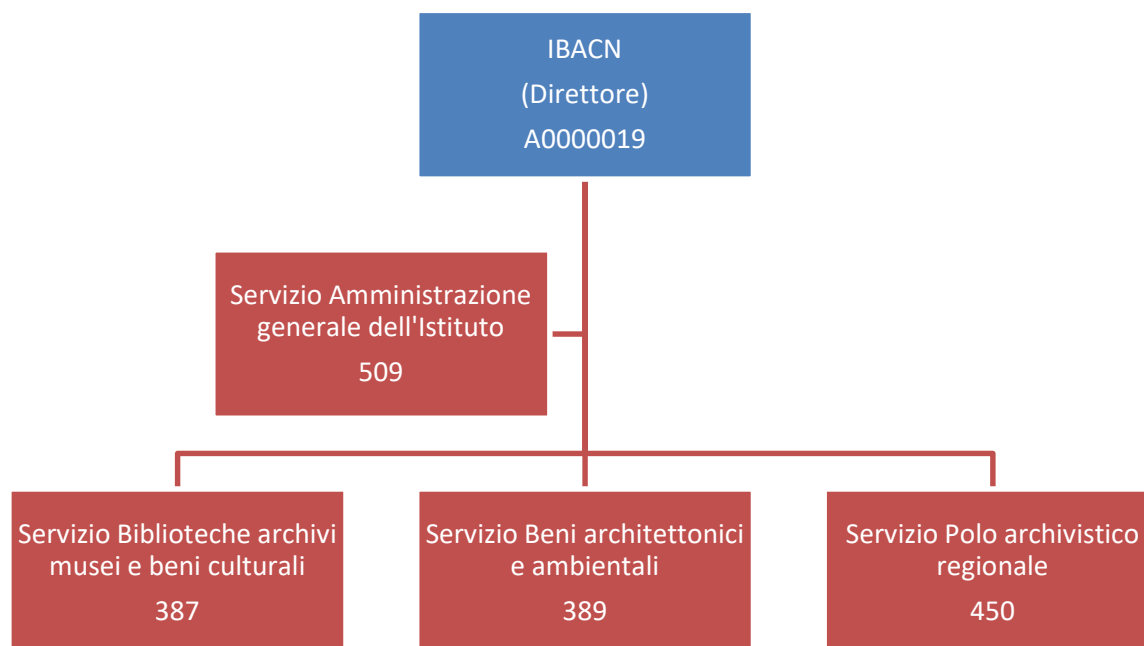 IBACN
(Direttore)
A0000019
Servizio Amministrazione
generale dell'Istituto
509
Servizio Biblioteche archivi
musei e beni culturali
387
Servizio Beni architettonici
e ambientali
389
Servizio Polo archivistico
regionale
450